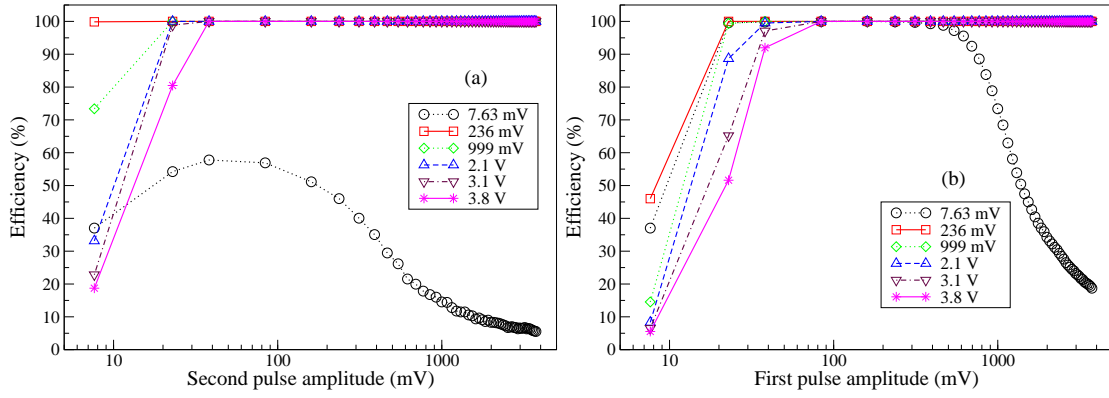 100
90
80
70
60
50
40
30
20
10
0
Efficiency (%)
(a)
7.63 mV
236 mV
999 mV
2.1 V
3.1 V
3.8 V
10
100
1000
Second pulse amplitude (mV)
100
90
80
70
60
50
40
30
20
10
0
Efficiency (%)
(b)
7.63 mV
236 mV
999 mV
2.1 V
3.1 V
3.8 V
10
100
1000
First pulse amplitude (mV)